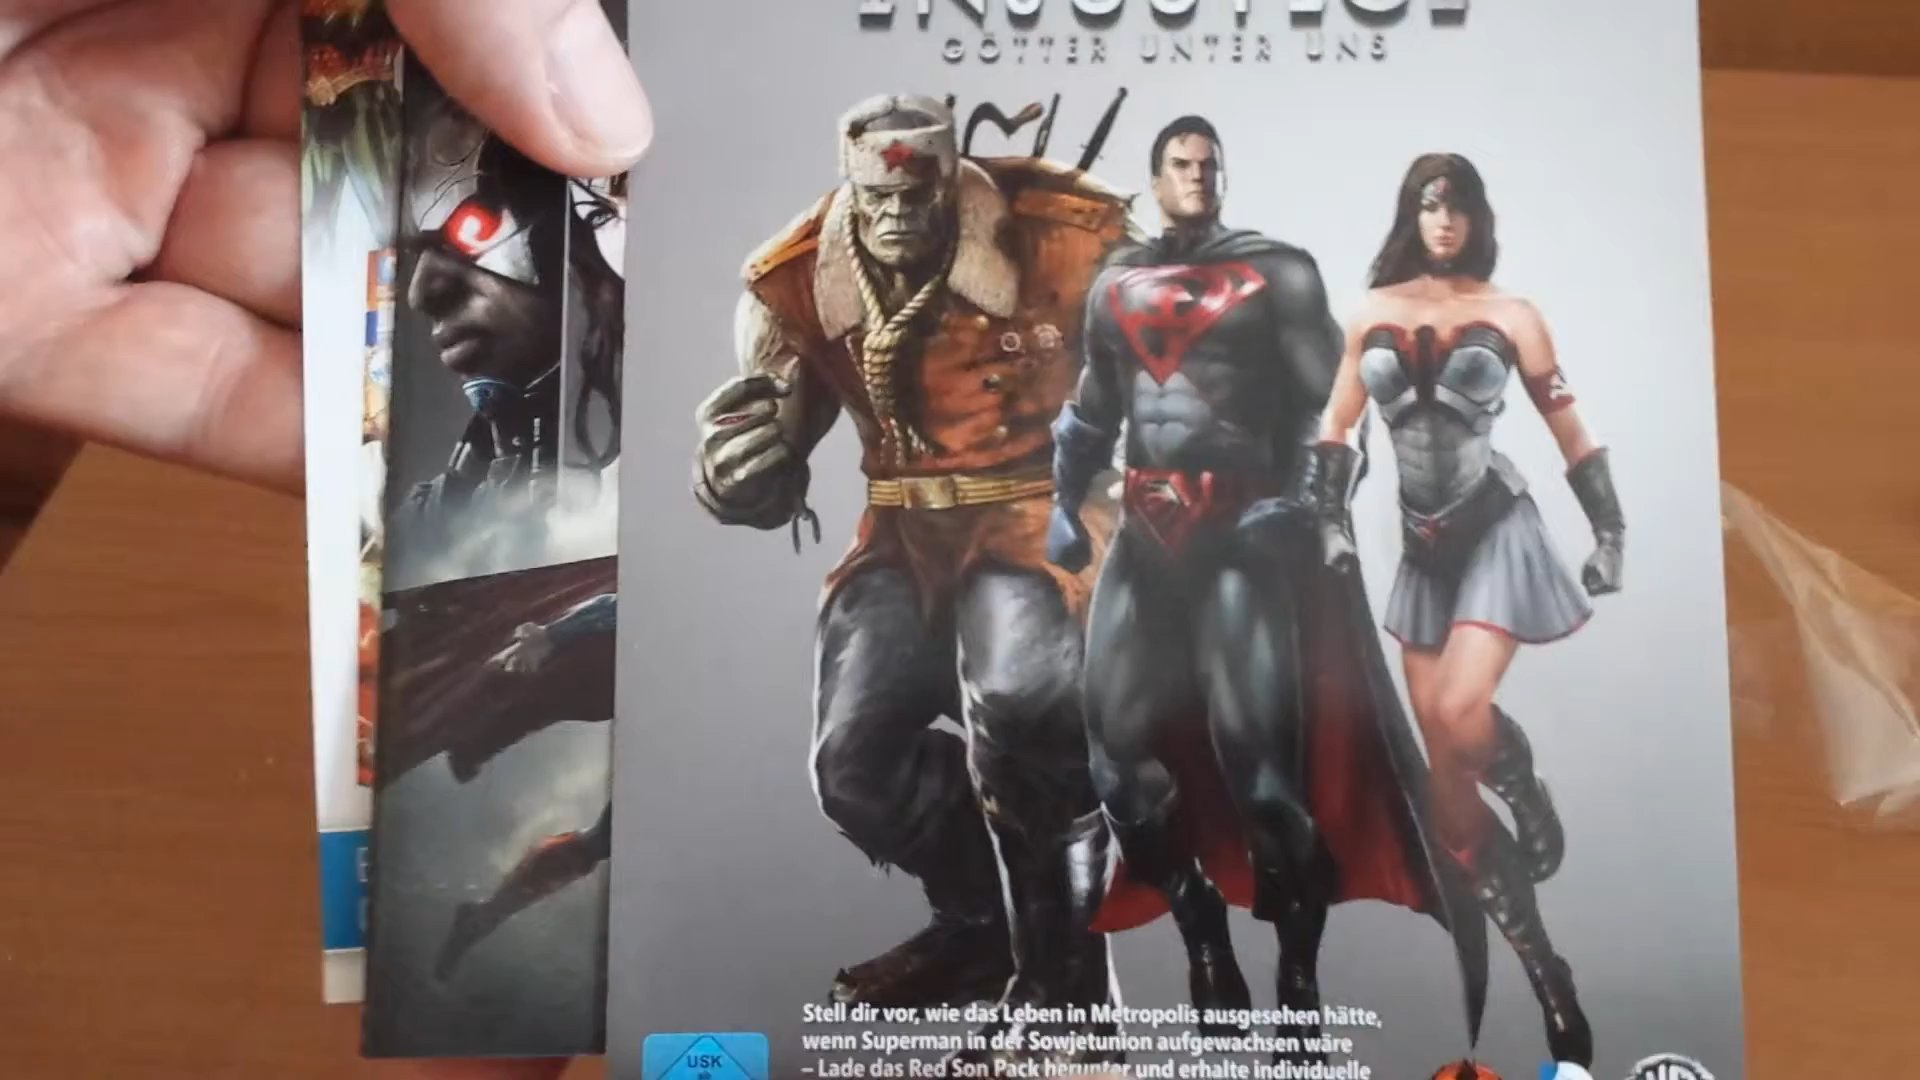 INJUSTICE
GÖTTER UNTER UNS
Stell dir vor, wie das Leben in Metropolis ausgesehen hätte,
wenn Superman in der Sowjetunion aufgewachsen wäre
– Lade das Red Son Pack herunter und erhalte individuelle
USK